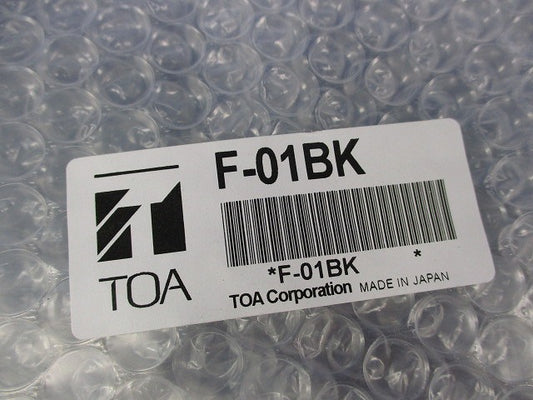 F-01BK
*F-01BK *
TOA
TOA Corporation MADE IN JAPAN